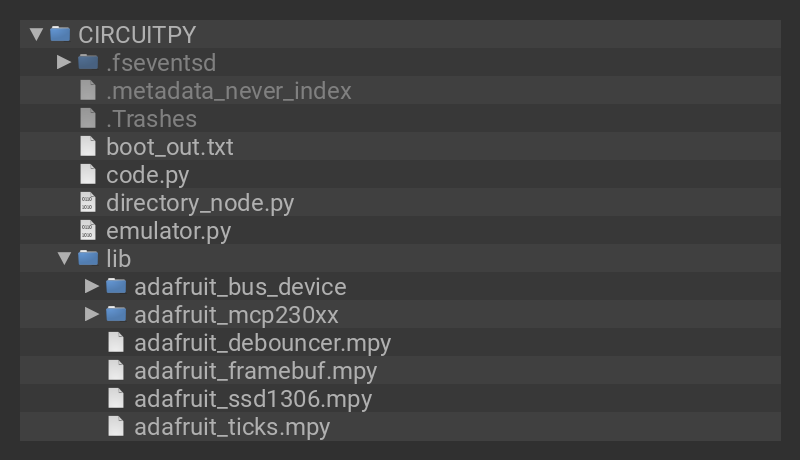 CIRCUITPY
.fseventsd
.metadata_never_index
.Trashes
boot_out.txt
code.py
directory_node.py
emulator.py
lib
adafruit_bus_device
adafruit_mcp230xx
adafruit_debouncer.mpy
adafruit_framebuf.mpy
adafruit_ssd1306.mpy
adafruit_ticks.mpy